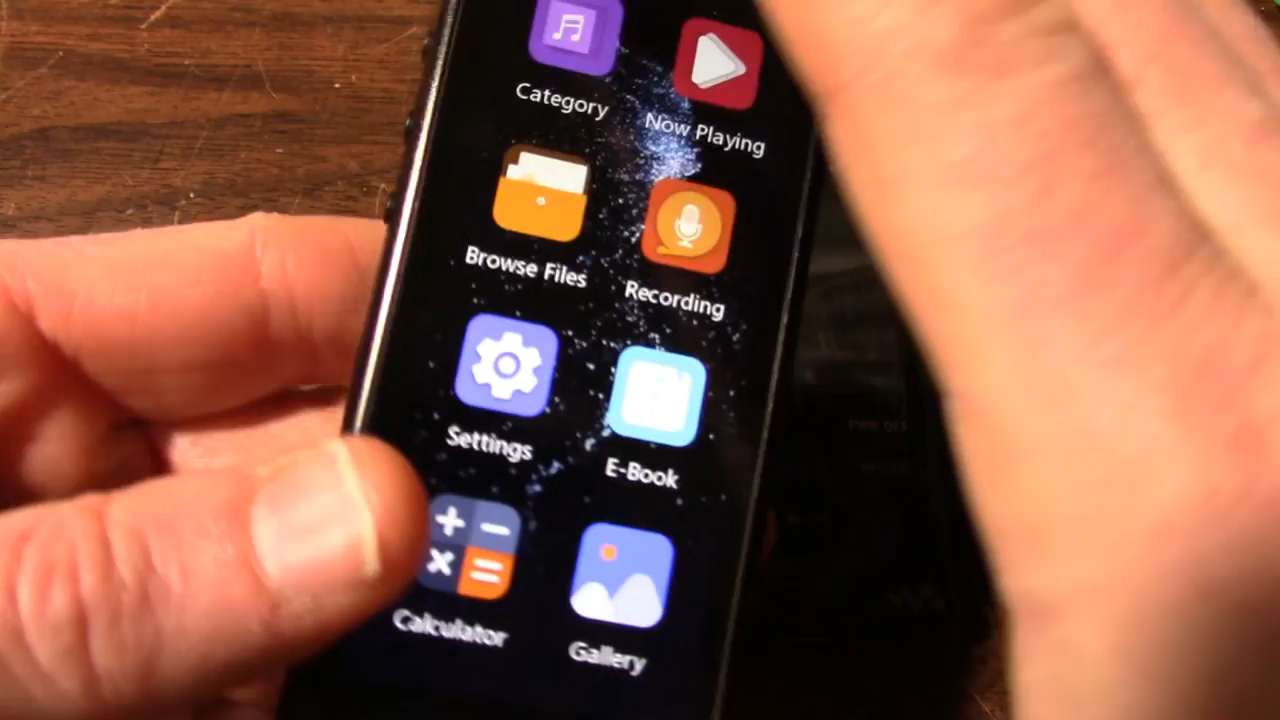 Category
Now Playing
Browse Files
Recording
Settings
E-Book
Calculator
Gallery